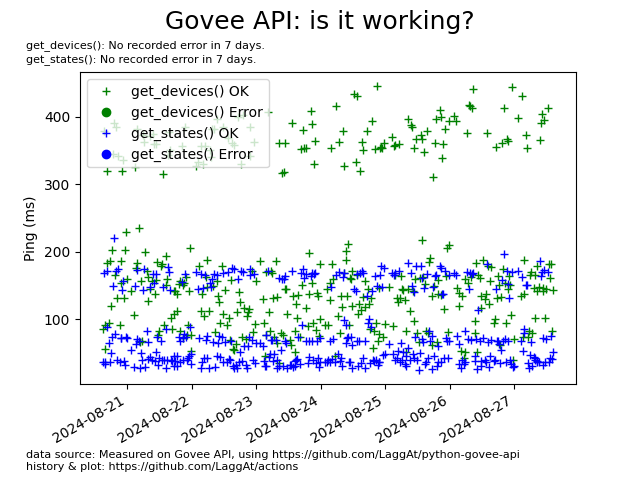 Govee API: is it working?
get_devices(): No recorded error in 7 days.
get_states(): No recorded error in 7 days.
get_devices() OK
get_devices() Error
get_states() OK
get_states() Error
Ping (ms)
400
300
200
100
2024-08-21
2024-08-22
2024-08-23
2024-08-24
2024-08-25
2024-08-26
2024-08-27
data source: Measured on Govee API, using https://github.com/LaggAt/python-govee-api
history & plot: https://github.com/LaggAt/actions